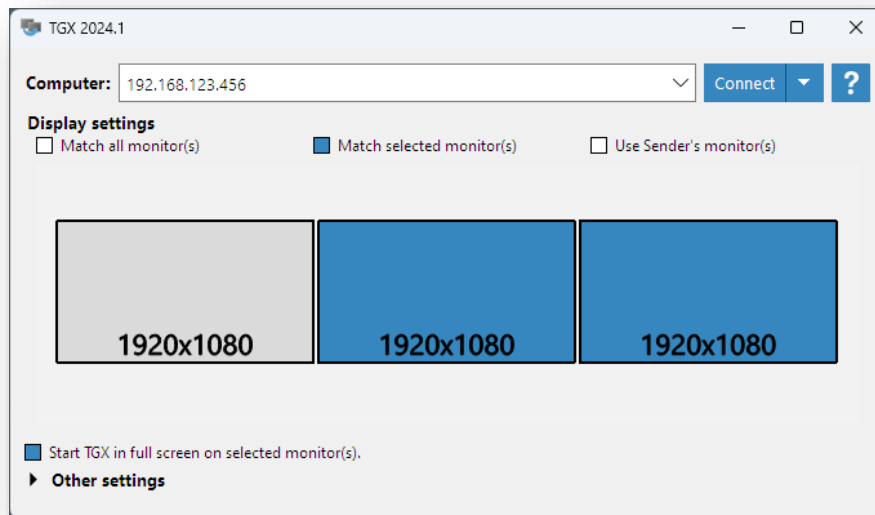 TGX 2024.1
Computer: 192.168.123.456 Connect ?
Display settings
Match all monitor(s) Match selected monitor(s) Use Sender's monitor(s)
1920x1080 1920x1080 1920x1080
Start TGX in full screen on selected monitor(s).
Other settings